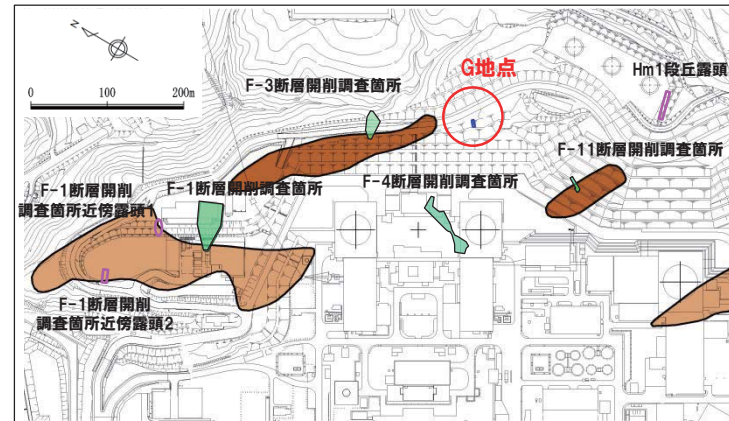 N
0
100
200m
G地点
Hm1段丘露頭
F-3断層開削調査箇所
F-11断層開削調査箇所
F-1断層開削
調査箇所近傍露頭1
F-1断層開削調査箇所
F-4断層開削調査箇所
F-1断層開削
調査箇所近傍露頭2